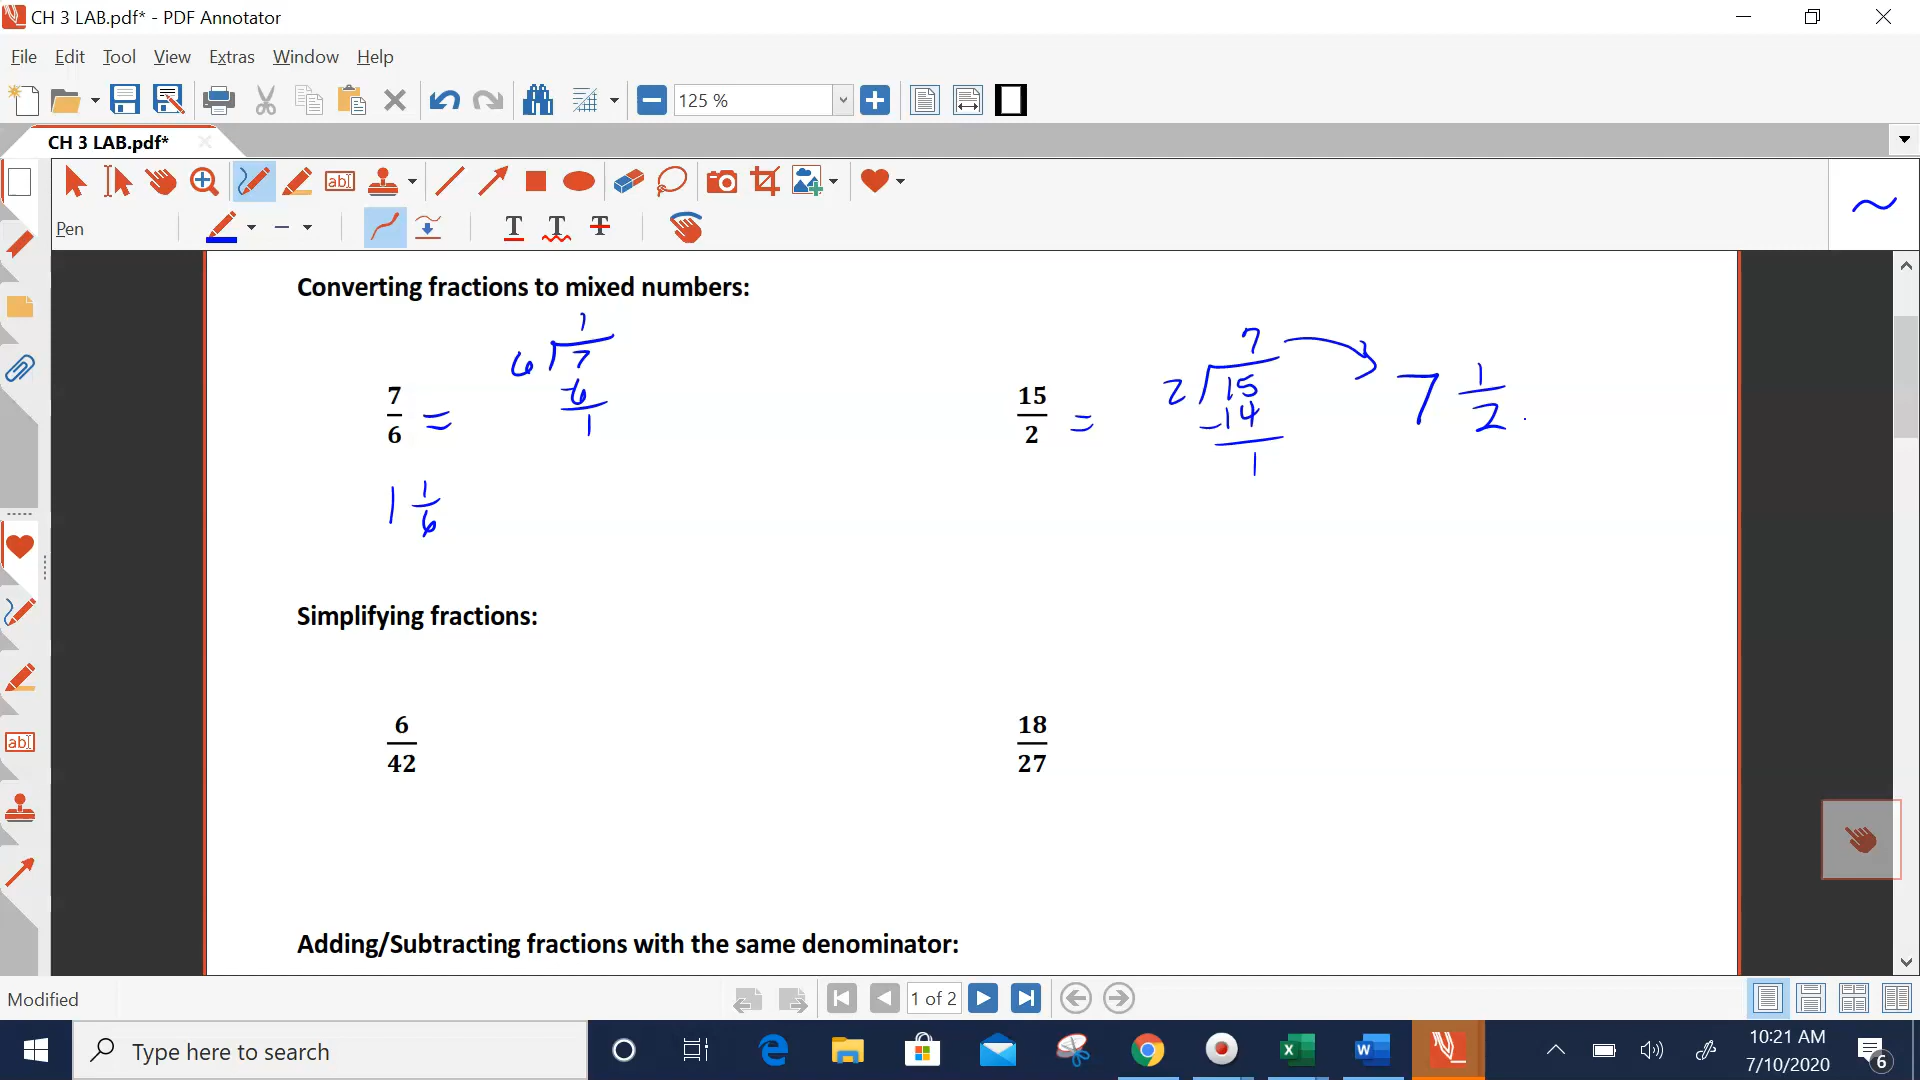 CH 3 LAB.pdf* - PDF Annotator
File Edit Tool View Extras Window Help
125 %
CH 3 LAB.pdf*
Pen
Converting fractions to mixed numbers:
7/6 =
1
6 7
-6
1
1 1/6
15/2 =
7
2 15
-14
1
7 1/2
Simplifying fractions:
6/42
18/27
Adding/Subtracting fractions with the same denominator:
Modified
1 of 2
Type here to search
10:21 AM
7/10/2020
6